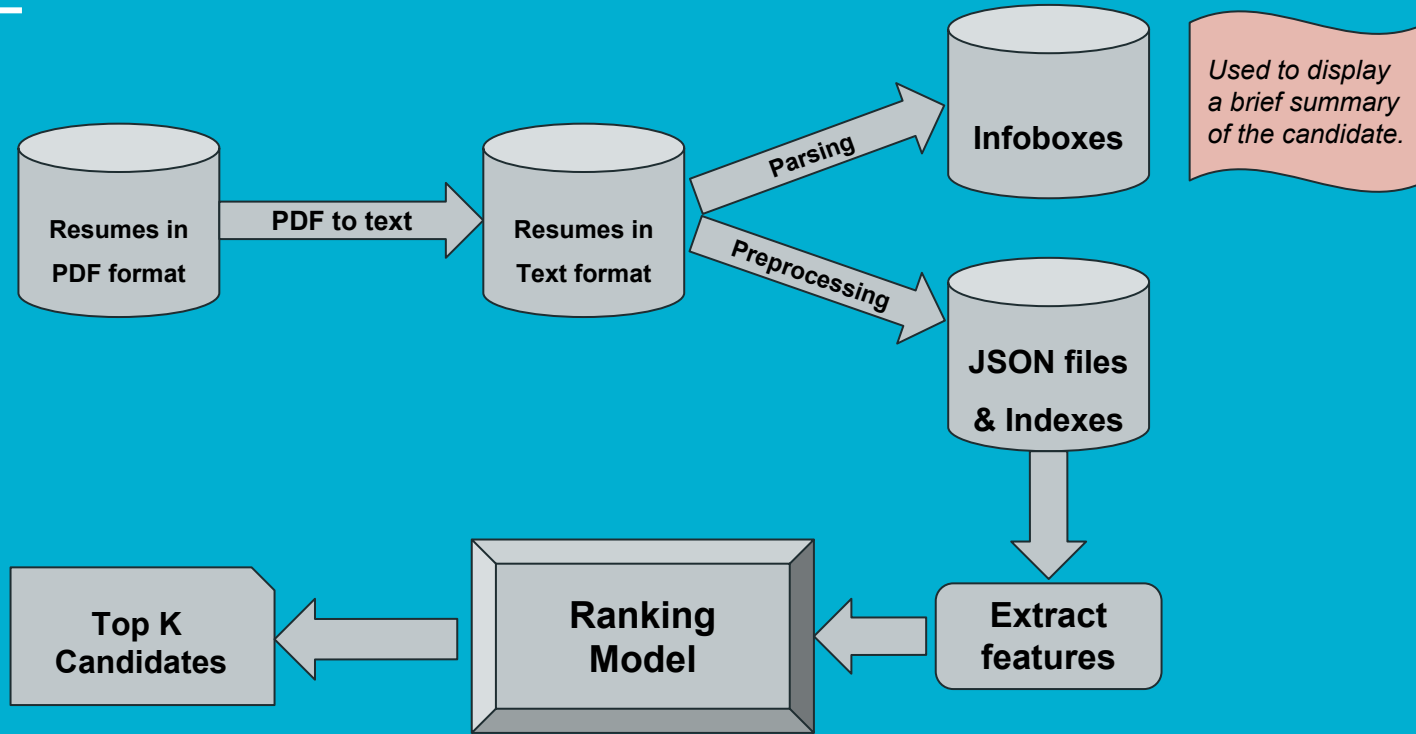 Resumes in
PDF format
PDF to text
Resumes in
Text format
Parsing
Infoboxes
Used to display
a brief summary
of the candidate.
Preprocessing
JSON files
& Indexes
Extract
features
Ranking
Model
Top K
Candidates